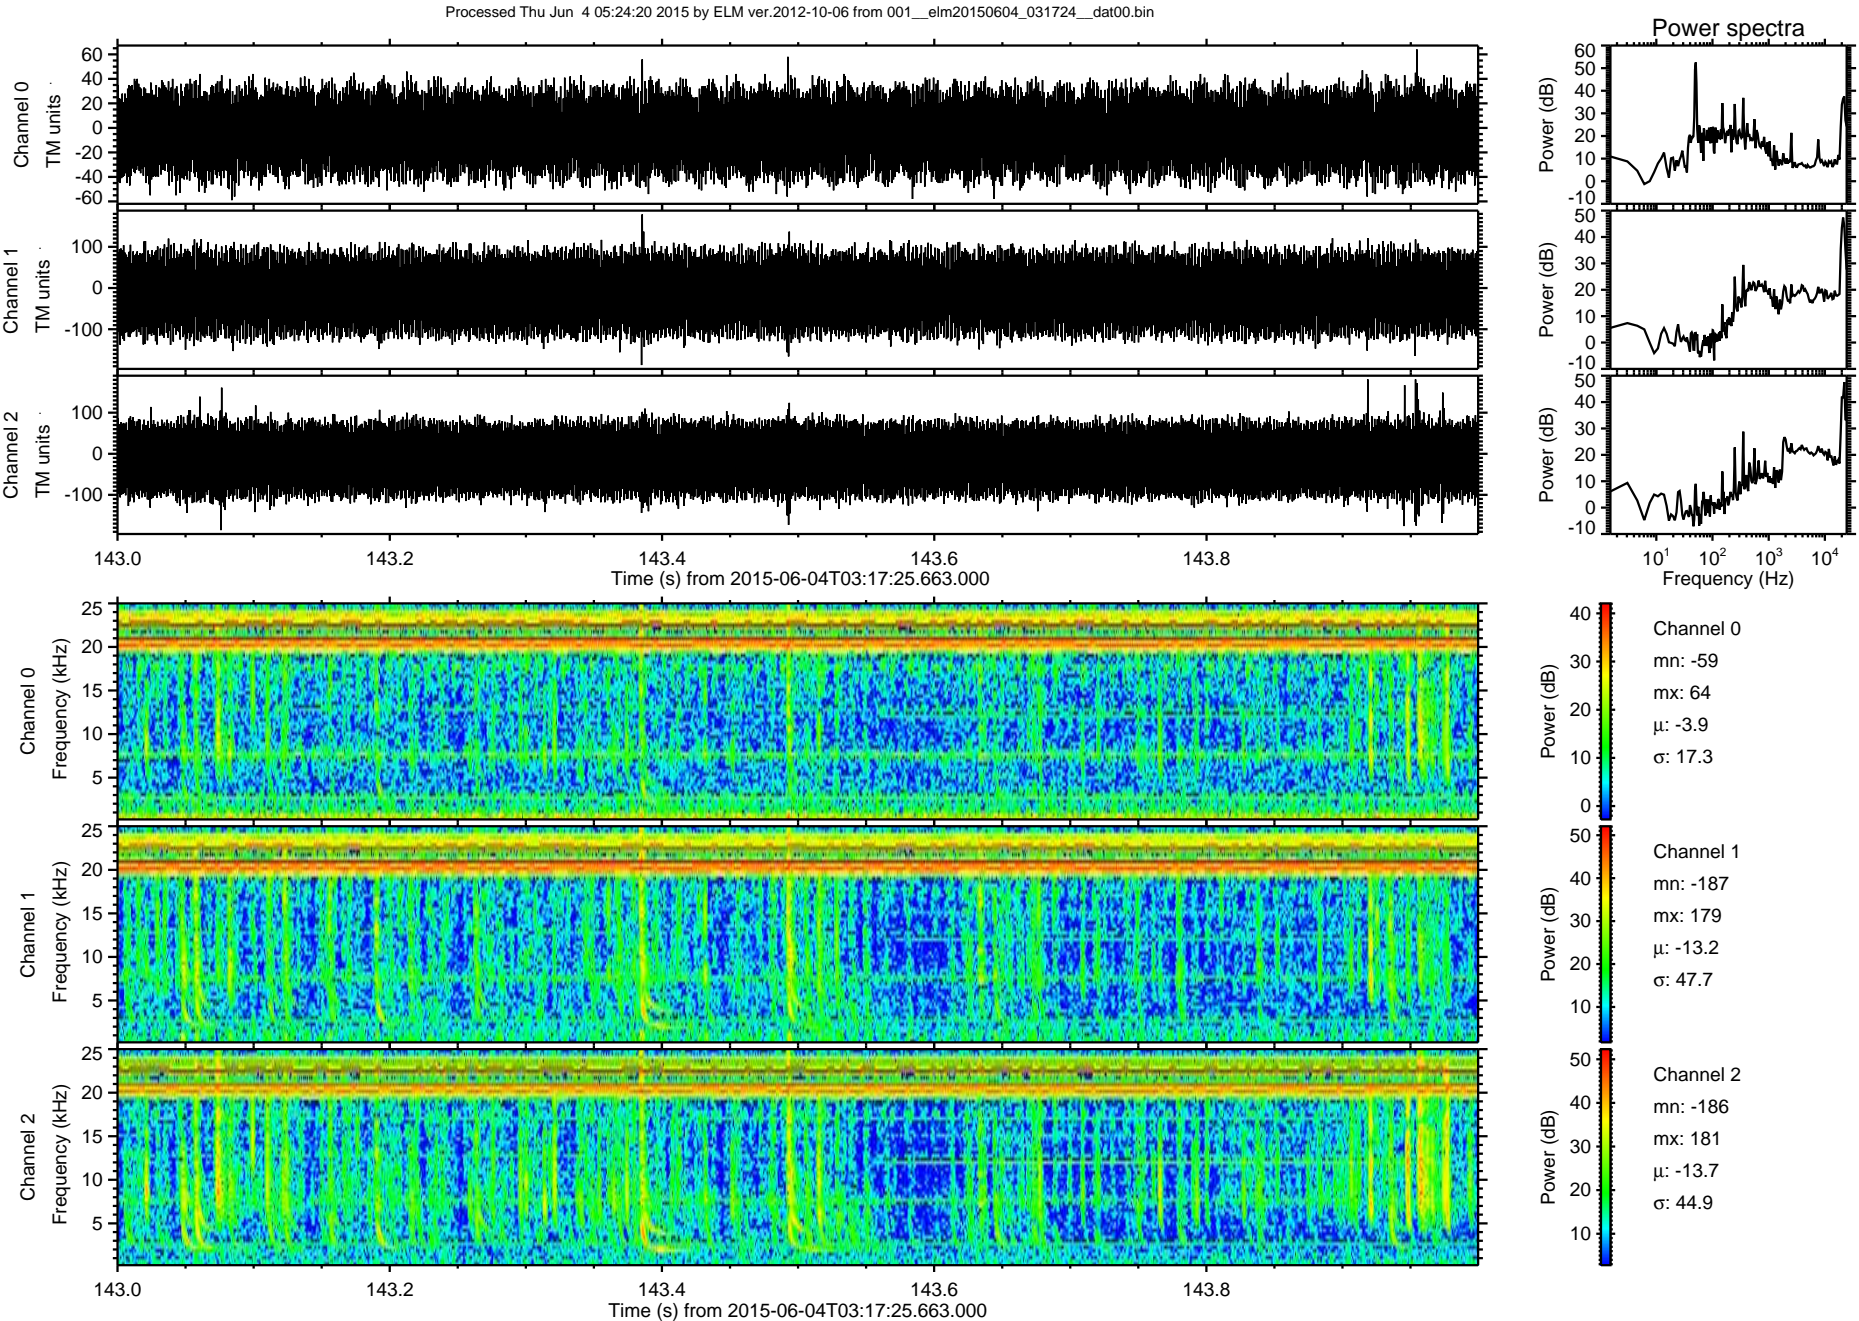 Processed Thu Jun  4 05:24:20 2015 by ELM ver.2012-10-06 from 001__elm20150604_031724__dat00.bin
Power spectra
Channel 0
TM units
60
40
20
0
-20
-40
-60
Power (dB)
60
50
40
30
20
10
0
-10
Channel 1
TM units
100
0
-100
Power (dB)
50
40
30
20
10
0
-10
Channel 2
TM units
100
0
-100
Power (dB)
50
40
30
20
10
0
-10
143.0 143.2 143.4 143.6 143.8
Time (s) from 2015-06-04T03:17:25.663.000
10¹ 10² 10³ 10⁴
Frequency (Hz)
Channel 0
Frequency (kHz)
25
20
15
10
5
Power (dB)
40
30
20
10
0
Channel 0
mn: -59
mx: 64
μ: -3.9
σ: 17.3
Channel 1
Frequency (kHz)
25
20
15
10
5
Power (dB)
50
40
30
20
10
Channel 1
mn: -187
mx: 179
μ: -13.2
σ: 47.7
Channel 2
Frequency (kHz)
25
20
15
10
5
Power (dB)
50
40
30
20
10
Channel 2
mn: -186
mx: 181
μ: -13.7
σ: 44.9
143.0 143.2 143.4 143.6 143.8
Time (s) from 2015-06-04T03:17:25.663.000